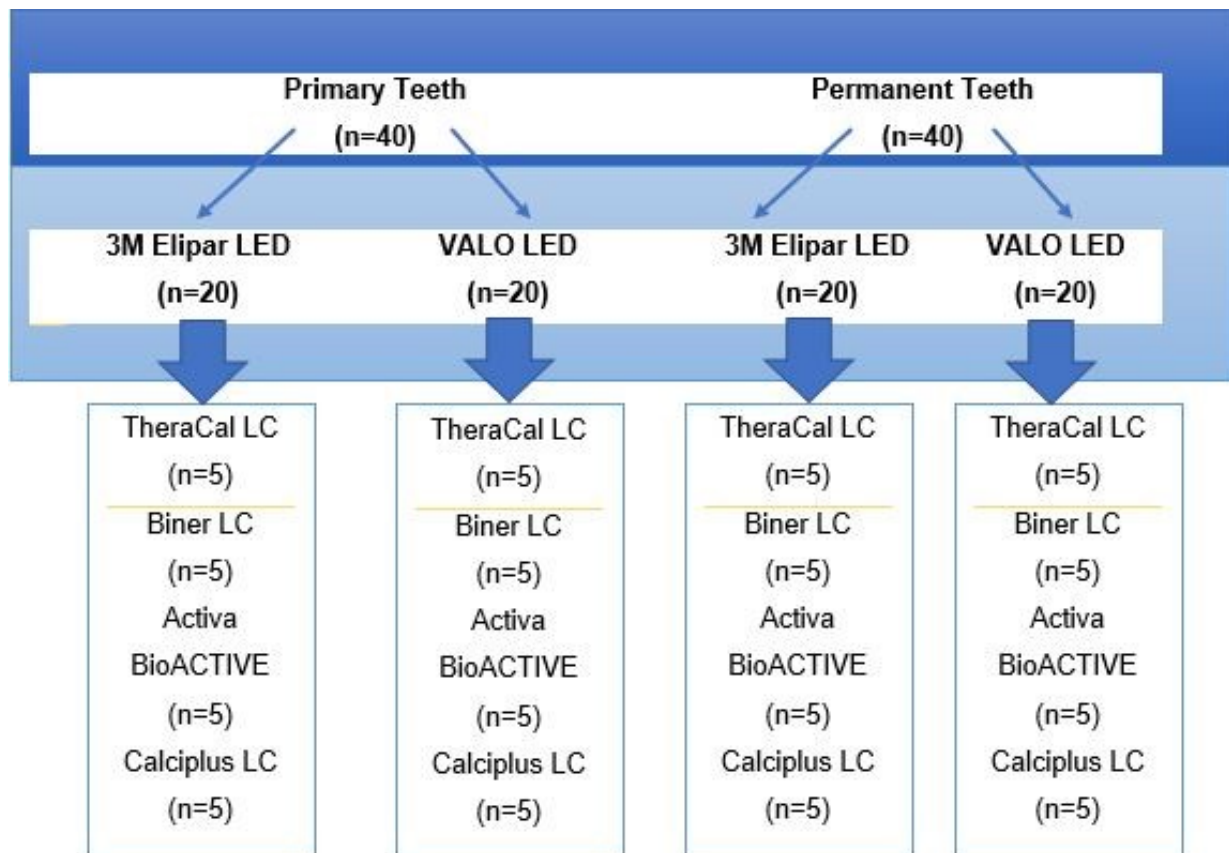 Primary Teeth
(n=40)
Permanent Teeth
(n=40)
3M Elipar LED
(n=20)
VALO LED
(n=20)
3M Elipar LED
(n=20)
VALO LED
(n=20)
TheraCal LC
(n=5)
Biner LC
(n=5)
Activa
BioACTIVE
(n=5)
Calciplus LC
(n=5)
TheraCal LC
(n=5)
Biner LC
(n=5)
Activa
BioACTIVE
(n=5)
Calciplus LC
(n=5)
TheraCal LC
(n=5)
Biner LC
(n=5)
Activa
BioACTIVE
(n=5)
Calciplus LC
(n=5)
TheraCal LC
(n=5)
Biner LC
(n=5)
Activa
BioACTIVE
(n=5)
Calciplus LC
(n=5)